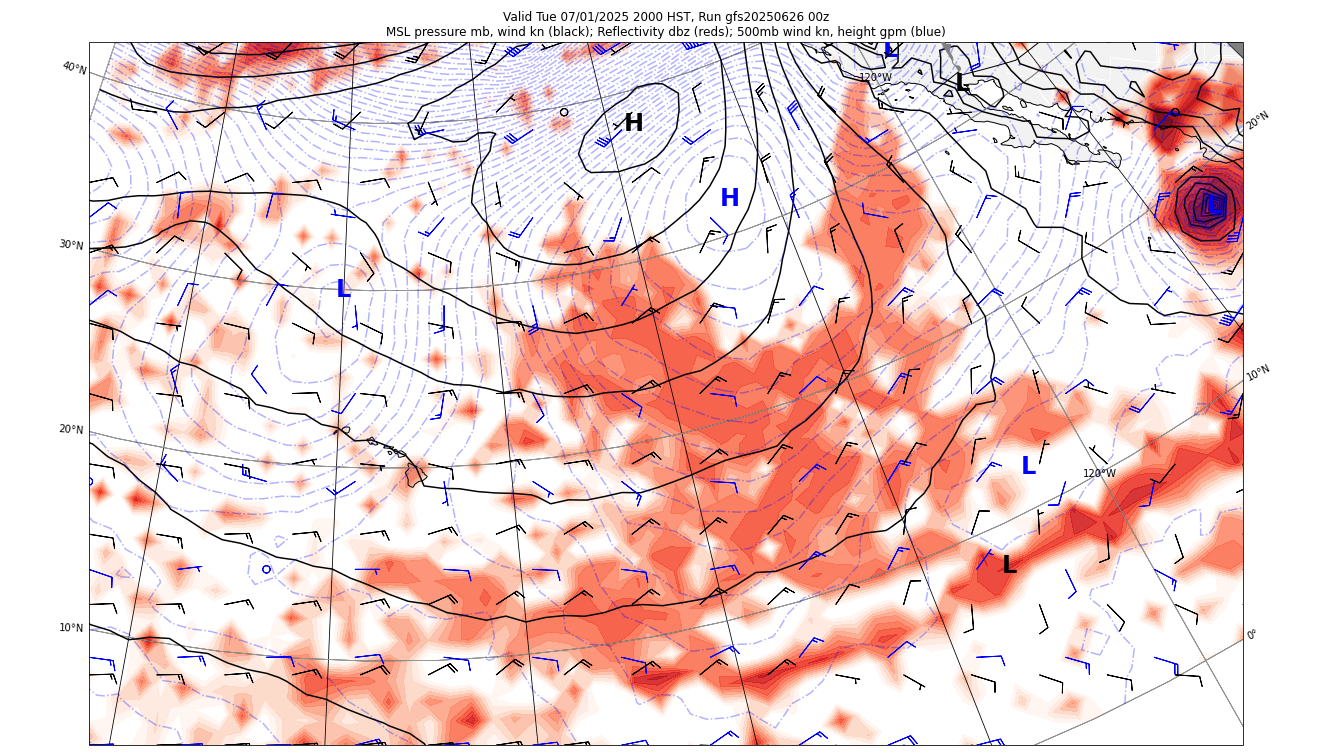 Valid Tue 07/01/2025 2000 HST, Run gfs20250626 00z
MSL pressure mb, wind kn (black); Reflectivity dbz (reds); 500mb wind kn, height gpm (blue)
L
40°N
120°W
L
H
20°N
H
L
30°N
L
10°N
20°N
L
120°W
L
10°N
0°